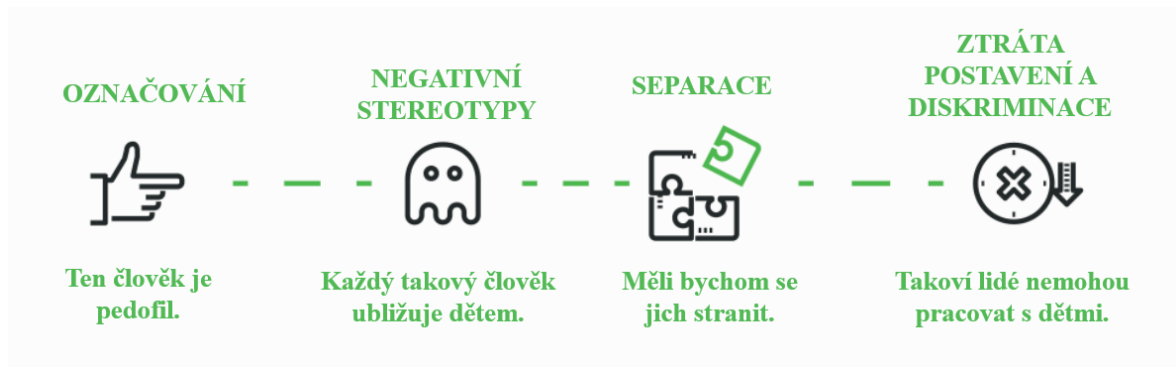 OZNAČOVÁNÍ
Ten člověk je
pedofil.
NEGATIVNÍ
STEREOTYPY
Každý takový člověk
ubližuje dětem.
SEPARACE
Měli bychom se
jich stranit.
ZTRÁTA
POSTAVENÍ A
DISKRIMINACE
Takoví lidé nemohou
pracovat s dětmi.